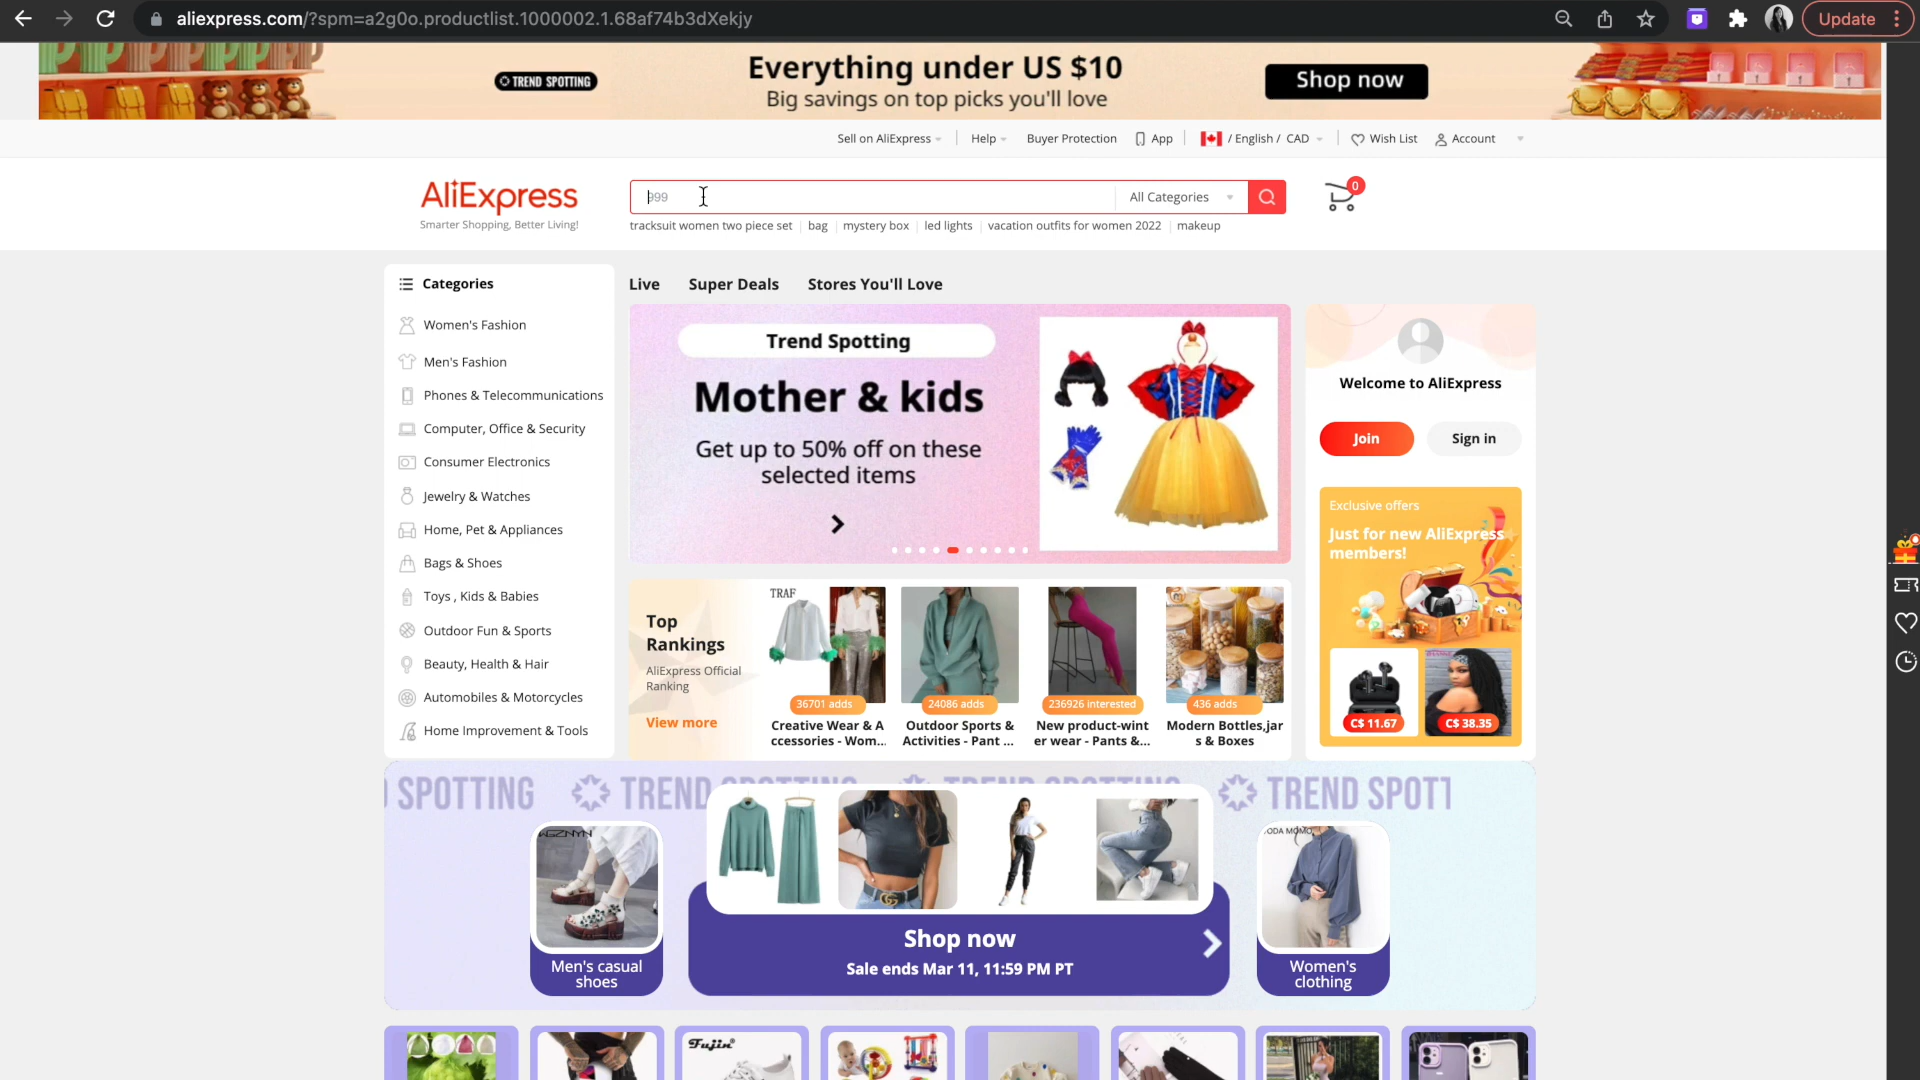 aliexpress.com/?spm=a2g0o.productlist.1000002.1.68af74b3dXekjy
Update
TREND SPOTTING
Everything under US $10
Big savings on top picks you'll love
Shop now
Sell on AliExpress
Help
Buyer Protection
App
/ English / CAD
Wish List
Account
AliExpress
Smarter Shopping, Better Living!
999
All Categories
0
tracksuit women two piece set
bag
mystery box
led lights
vacation outfits for women 2022
makeup
Categories
Women's Fashion
Men's Fashion
Phones & Telecommunications
Computer, Office & Security
Consumer Electronics
Jewelry & Watches
Home, Pet & Appliances
Bags & Shoes
Toys , Kids & Babies
Outdoor Fun & Sports
Beauty, Health & Hair
Automobiles & Motorcycles
Home Improvement & Tools
Live
Super Deals
Stores You'll Love
Trend Spotting
Mother & kids
Get up to 50% off on these
selected items
Welcome to AliExpress
Join
Sign in
Exclusive offers
Just for new AliExpress
members!
C$ 11.67
C$ 38.35
Top
Rankings
AliExpress Official
Ranking
View more
TRAF
36701 adds
Creative Wear & A
ccessories - Wom...
24086 adds
Outdoor Sports &
Activities - Pant ...
236926 interested
New product-wint
er wear - Pants &...
436 adds
Modern Bottles,jar
s & Boxes
SPOTTING
TREND SPOTTING
TREND SPOTTING
TREND SPOTT
Men's casual
shoes
Shop now
Sale ends Mar 11, 11:59 PM PT
ODA MOMO
Women's
clothing
Fujin®